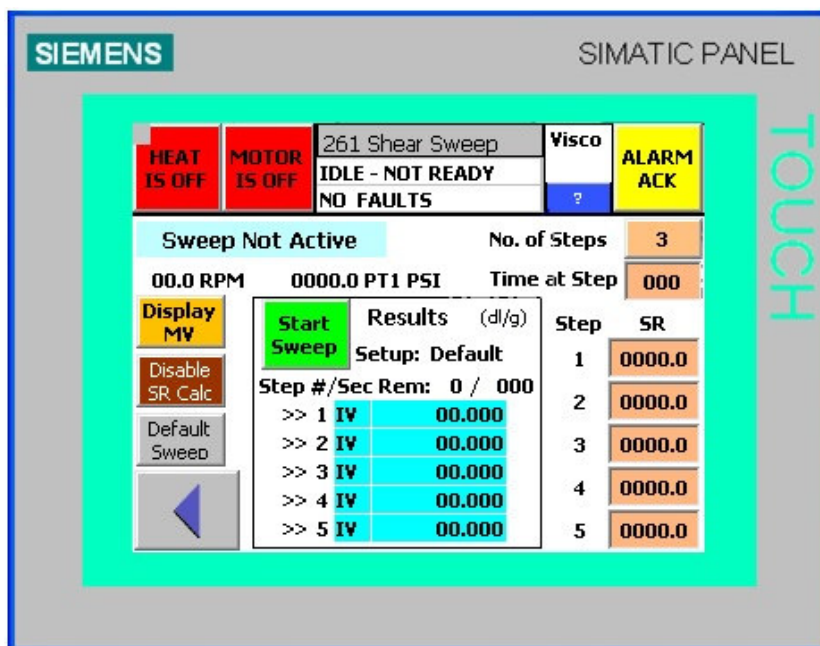 SIEMENS
SIMATIC PANEL
TOUCH
HEAT
IS OFF
MOTOR
IS OFF
261 Shear Sweep
IDLE - NOT READY
NO FAULTS
Visco
?
ALARM
ACK
Sweep Not Active
No. of Steps 3
00.0 RPM 0000.0 PT1 PSI
Time at Step 000
Display
MV
Disable
SR Calc
Default
Sweep
Start
Sweep
Results (dl/g)
Setup: Default
Step #/Sec Rem: 0 / 000
>> 1 IV 00.000
>> 2 IV 00.000
>> 3 IV 00.000
>> 4 IV 00.000
>> 5 IV 00.000
Step SR
1 0000.0
2 0000.0
3 0000.0
4 0000.0
5 0000.0